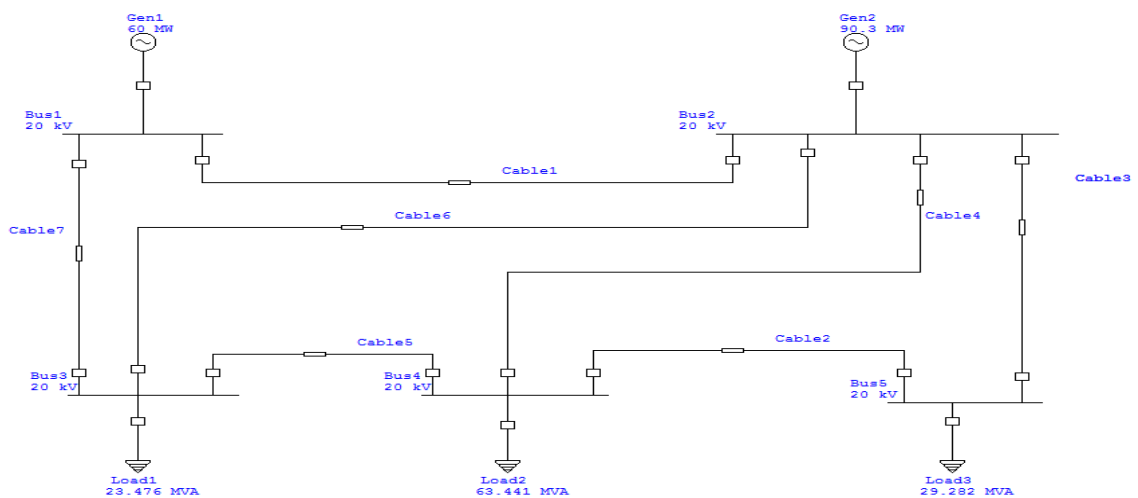 Gen1
60 MW
Gen2
90.3 MW
Bus1
20 kV
Bus2
20 kV
Cable1
Cable3
Cable6
Cable4
Cable7
Cable5
Cable2
Bus3
20 kV
Bus4
20 kV
Bus5
20 kV
Load1
23.476 MVA
Load2
63.441 MVA
Load3
29.282 MVA